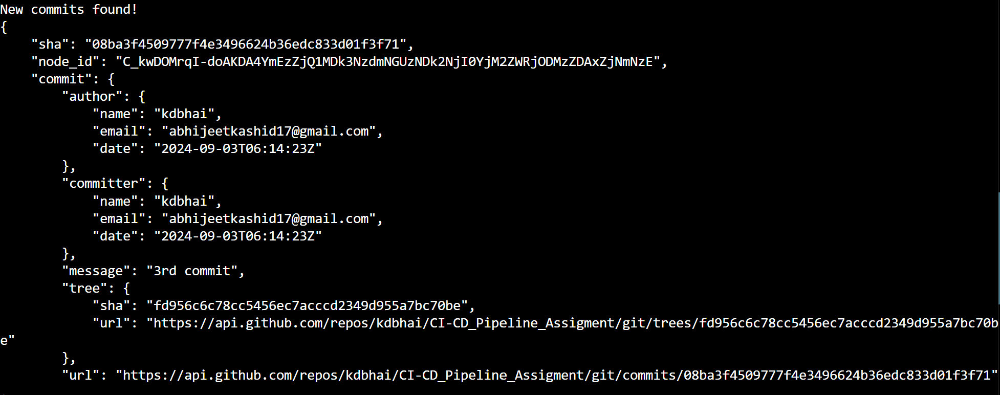 New commits found!
{
    "sha": "08ba3f4509777f4e3496624b36edc833d01f3f71",
    "node_id": "C_kwDOMrqI-doAKDA4YmEzZjQ1MDk3NzdmNGUzNDk2NjI0YjM2ZWRjODMzZDAxZjNmNzE",
    "commit": {
        "author": {
            "name": "kdbhai",
            "email": "abhijeetkashid17@gmail.com",
            "date": "2024-09-03T06:14:23Z"
        },
        "committer": {
            "name": "kdbhai",
            "email": "abhijeetkashid17@gmail.com",
            "date": "2024-09-03T06:14:23Z"
        },
        "message": "3rd commit",
        "tree": {
            "sha": "fd956c6c78cc5456ec7acccd2349d955a7bc70be",
            "url": "https://api.github.com/repos/kdbhai/CI-CD_Pipeline_Assigment/git/trees/fd956c6c78cc5456ec7acccd2349d955a7bc70b
e"
        },
        "url": "https://api.github.com/repos/kdbhai/CI-CD_Pipeline_Assigment/git/commits/08ba3f4509777f4e3496624b36edc833d01f3f71"